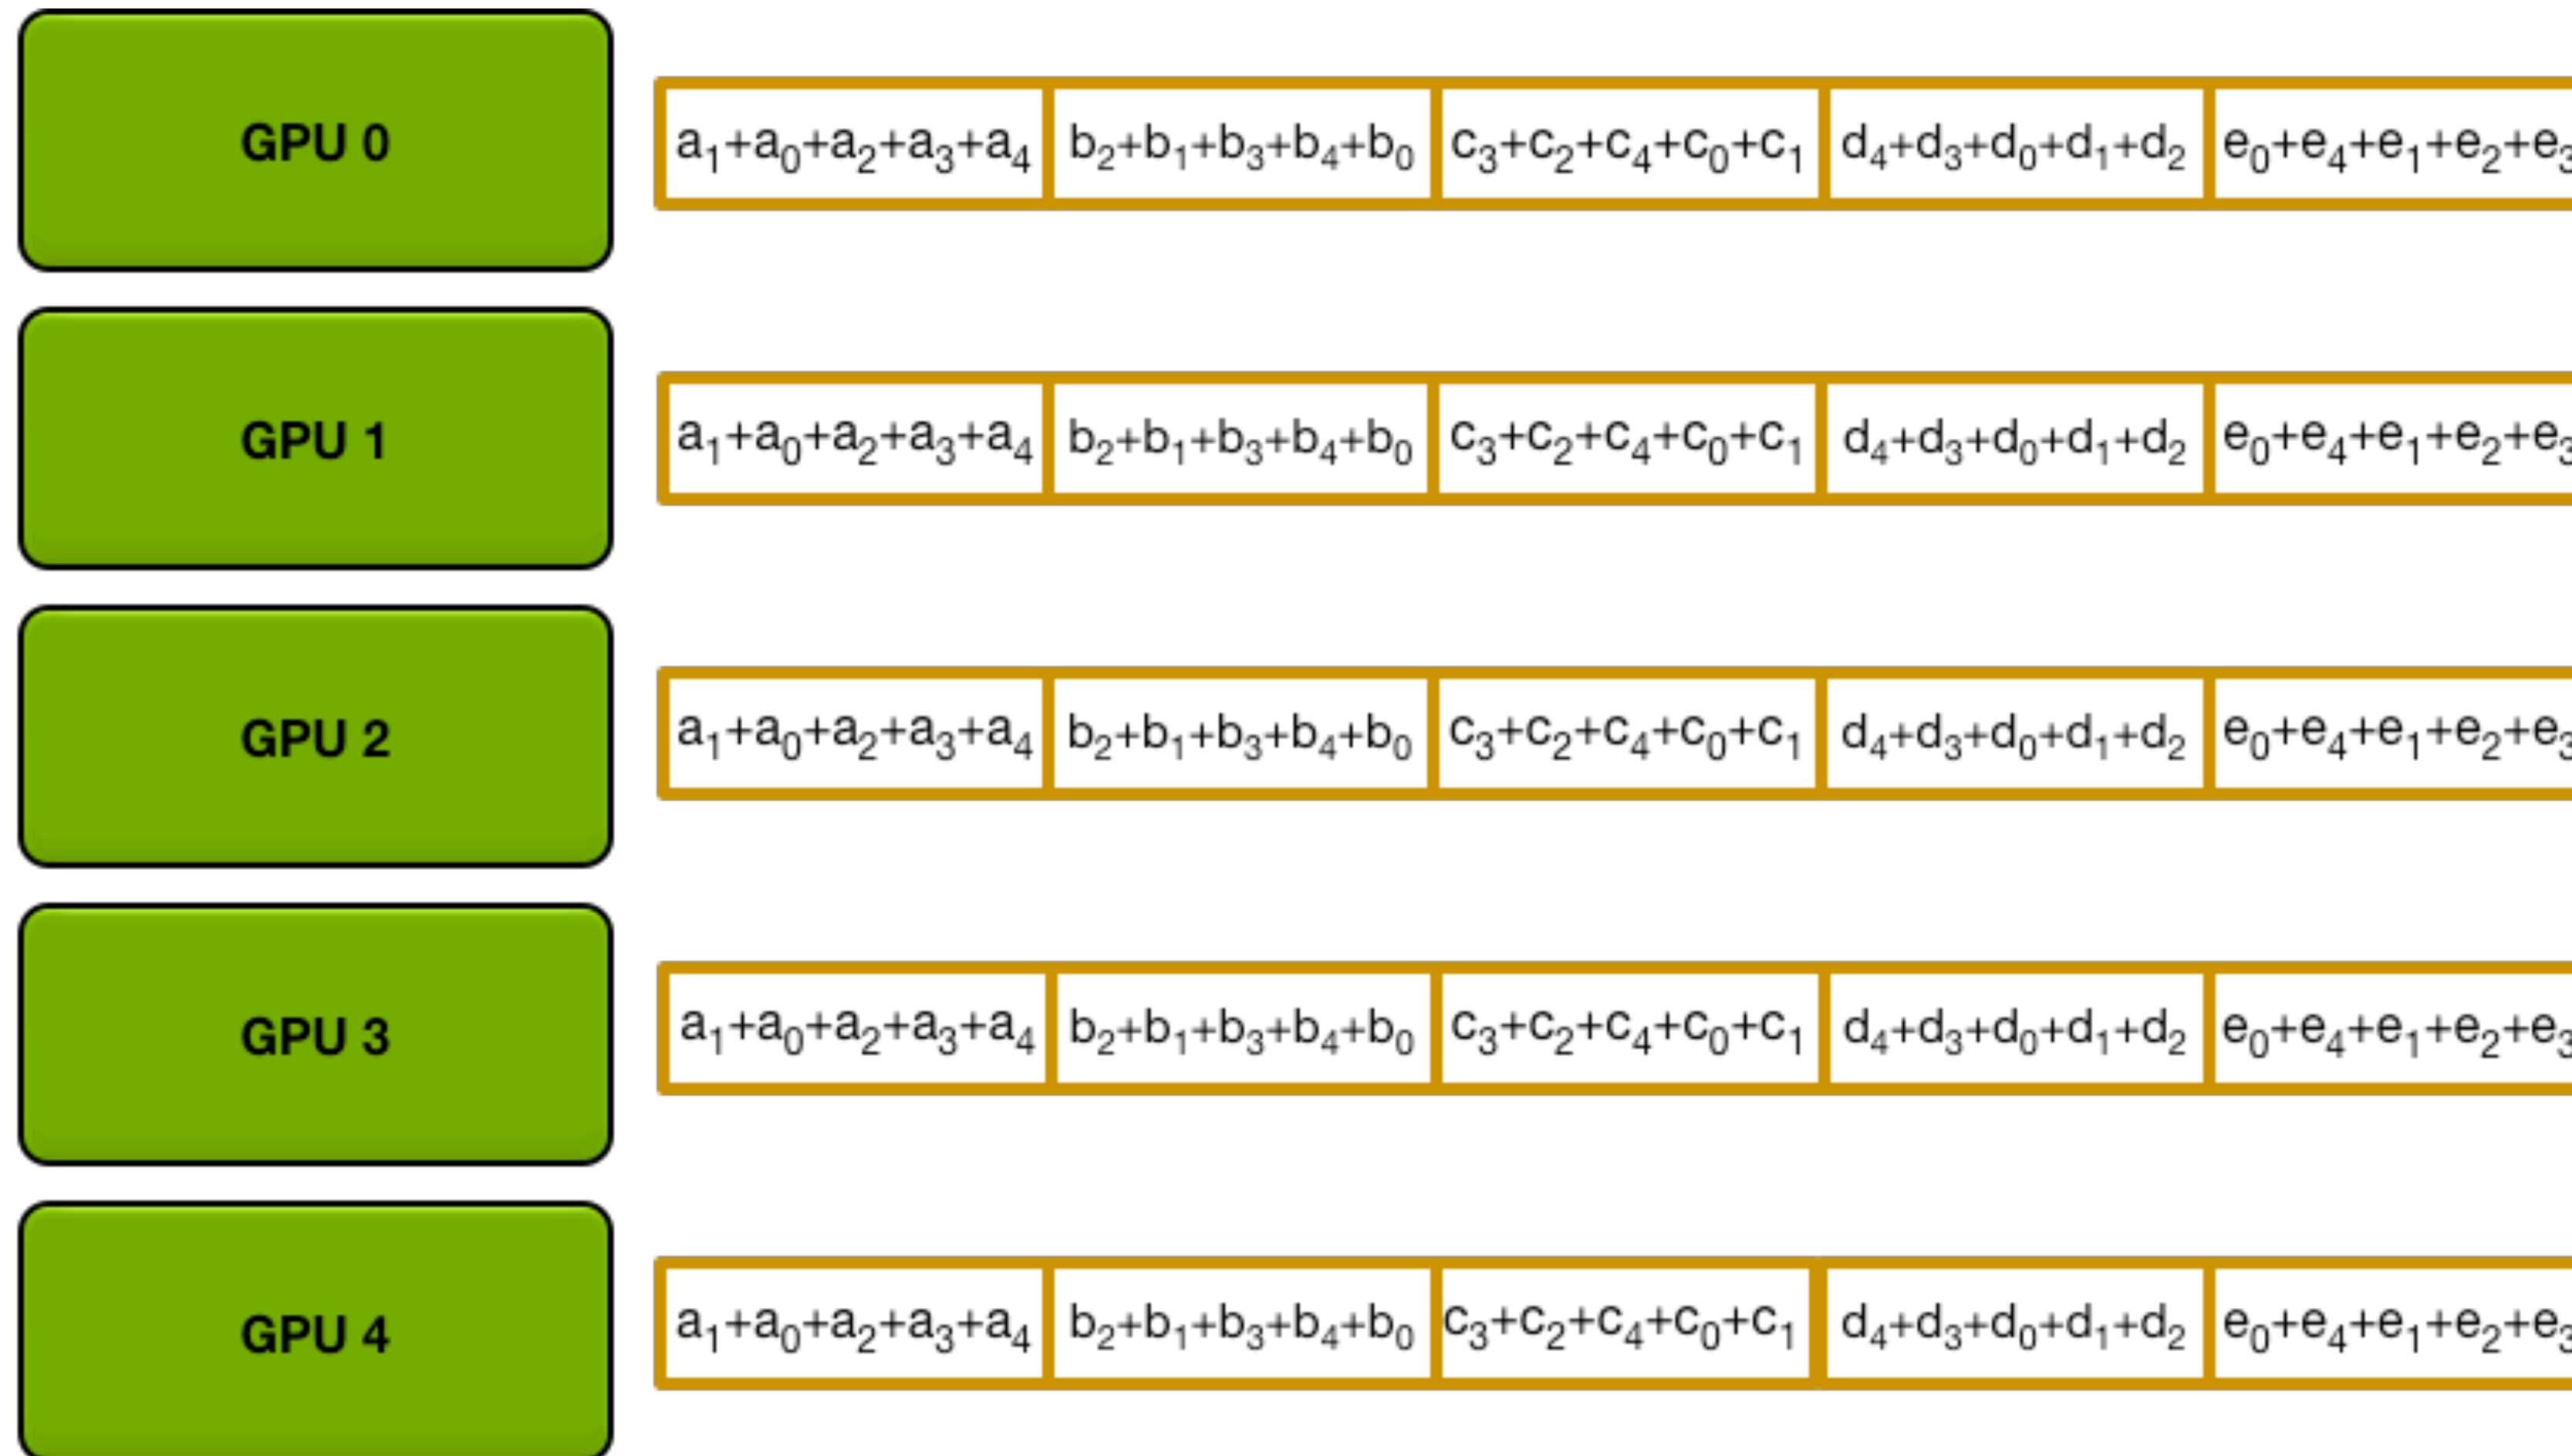 GPU 0 a₁+a₀+a₂+a₃+a₄ b₂+b₁+b₃+b₄+b₀ c₃+c₂+c₄+c₀+c₁ d₄+d₃+d₀+d₁+d₂ e₀+e₄+e₁+e₂+e₃
GPU 1 a₁+a₀+a₂+a₃+a₄ b₂+b₁+b₃+b₄+b₀ c₃+c₂+c₄+c₀+c₁ d₄+d₃+d₀+d₁+d₂ e₀+e₄+e₁+e₂+e₃
GPU 2 a₁+a₀+a₂+a₃+a₄ b₂+b₁+b₃+b₄+b₀ c₃+c₂+c₄+c₀+c₁ d₄+d₃+d₀+d₁+d₂ e₀+e₄+e₁+e₂+e₃
GPU 3 a₁+a₀+a₂+a₃+a₄ b₂+b₁+b₃+b₄+b₀ c₃+c₂+c₄+c₀+c₁ d₄+d₃+d₀+d₁+d₂ e₀+e₄+e₁+e₂+e₃
GPU 4 a₁+a₀+a₂+a₃+a₄ b₂+b₁+b₃+b₄+b₀ c₃+c₂+c₄+c₀+c₁ d₄+d₃+d₀+d₁+d₂ e₀+e₄+e₁+e₂+e₃